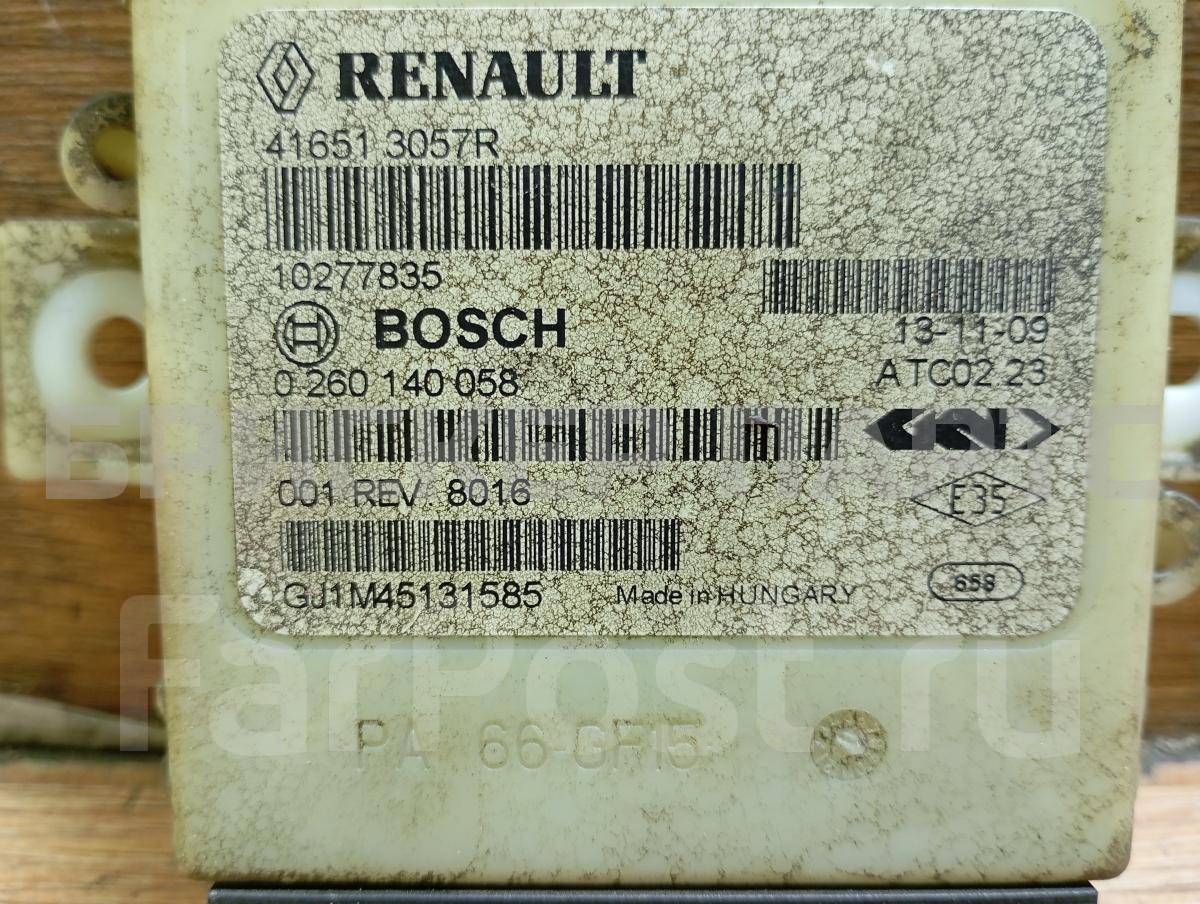 RENAULT
41651 3057R
10277835
BOSCH
13-11-09
0 260 140 058
ATC02 23
001 REV. 8016
E35
GJ1M45131585
Made in HUNGARY
658
FarPost.ru
PA 66-GF15